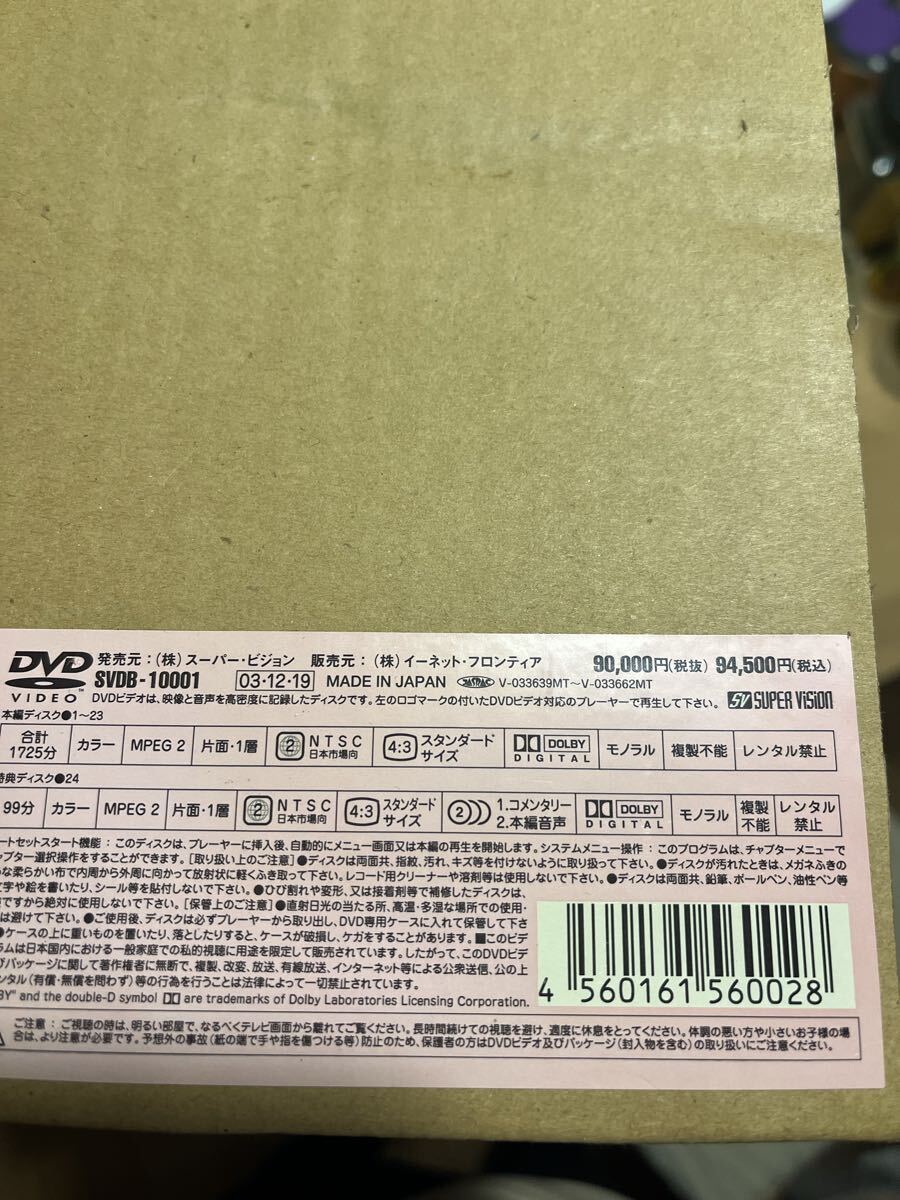 DVD VIDEO 発売元:(株)スーパー・ビジョン 販売元:(株)イーネット・フロンティア 90,000円(税抜) 94,500円(税込)
SVDB-10001 03・12・19 MADE IN JAPAN V-033639MT〜V-033662MT
DVDビデオは、映像と音声を高密度に記録したディスクです。左のロゴマークの付いたDVDビデオ対応のプレーヤーで再生して下さい。 SV SUPER VISION
本編ディスク●1〜23
合計1725分 カラー MPEG 2 片面・1層 2 NTSC 日本市場向 4:3 スタンダードサイズ DOLBY DIGITAL モノラル 複製不能 レンタル禁止
特典ディスク●24
99分 カラー MPEG 2 片面・1層 2 NTSC 日本市場向 4:3 スタンダードサイズ 2 1.コメンタリー 2.本編音声 DOLBY DIGITAL モノラル 複製不能 レンタル禁止
ートセットスタート機能:このディスクは、プレーヤーに挿入後、自動的にメニュー画面又は本編の再生を開始します。システムメニュー操作:このプログラムは、チャプターメニューで
ャプター選択操作をすることができます。[取り扱い上のご注意]●ディスクは両面共、指紋、汚れ、キズ等を付けないように取り扱って下さい。●ディスクが汚れたときは、メガネふきの
な柔らかい布で内周から外周に向かって放射状に軽くふき取って下さい。レコード用クリーナーや溶剤等は使用しないで下さい。●ディスクは両面共、鉛筆、ボールペン、油性ペン等
て字や絵を書いたり、シール等を貼付しないで下さい。●ひび割れや変形、又は接着剤等で補修したディスクは、
ですから絶対に使用しないで下さい。[保管上のご注意]●直射日光の当たる所、高温・多湿な場所での使用・
は避けて下さい。●ご使用後、ディスクは必ずプレーヤーから取り出し、DVD専用ケースに入れて保管して下さ
●ケースの上に重いものを置いたり、落としたりすると、ケースが破損し、ケガをすることがあります。■このビデ
ラムは日本国内における一般家庭での私的視聴に用途を限定して販売されています。したがって、このDVDビデ
びパッケージに関して著作権者に無断で、複製、改変、放送、有線放送、インターネット等による公衆送信、公の上
ンタル(有償・無償を問わず)等の行為を行うことは法律によって一切禁止されています。
BY" and the double-D symbol are trademarks of Dolby Laboratories Licensing Corporation.
4 560161 560028
ご注意:ご視聴の時は、明るい部屋で、なるべくテレビ画面から離れてご覧ください。長時間続けての視聴を避け、適度に休息をとってください。体調の悪い方や小さいお子様の場
合は、より注意が必要です。予想外の事故(紙の端で手や指を傷つける等)防止のため、保護者の方はDVDビデオ及びパッケージ(封入物を含む)の取り扱いにご注意ください。